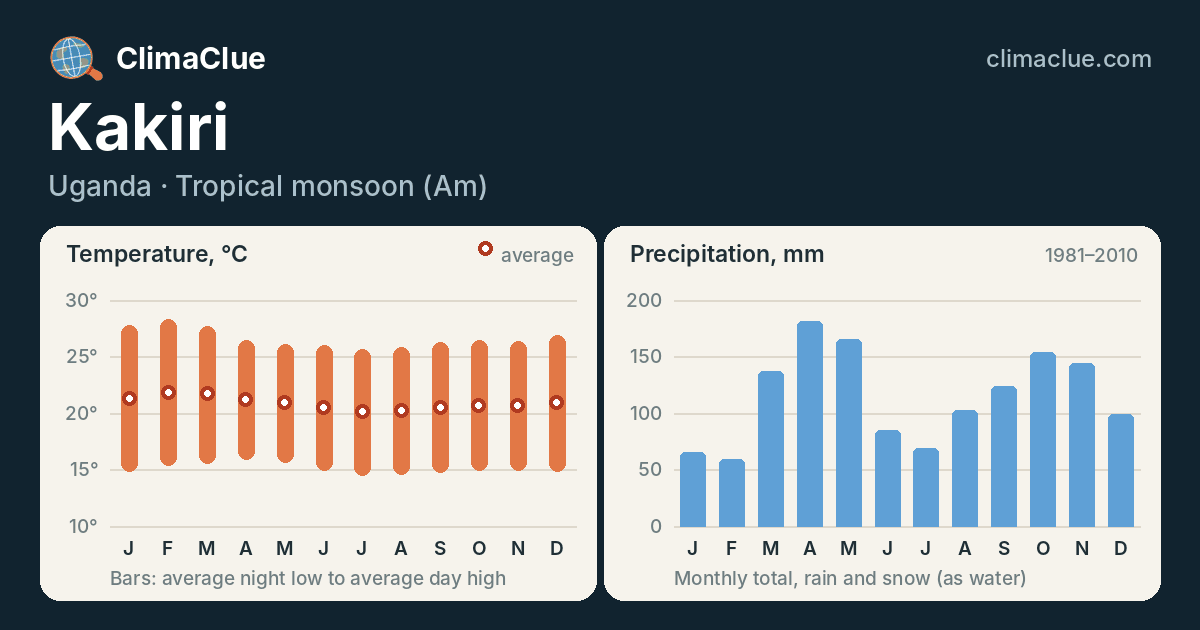 ClimaClue
climaclue.com
Kakiri
Uganda · Tropical monsoon (Am)
Temperature, °C
average
30°
25°
20°
15°
10°
J F M A M J J A S O N D
Bars: average night low to average day high
Precipitation, mm
1981–2010
200
150
100
50
0
J F M A M J J A S O N D
Monthly total, rain and snow (as water)